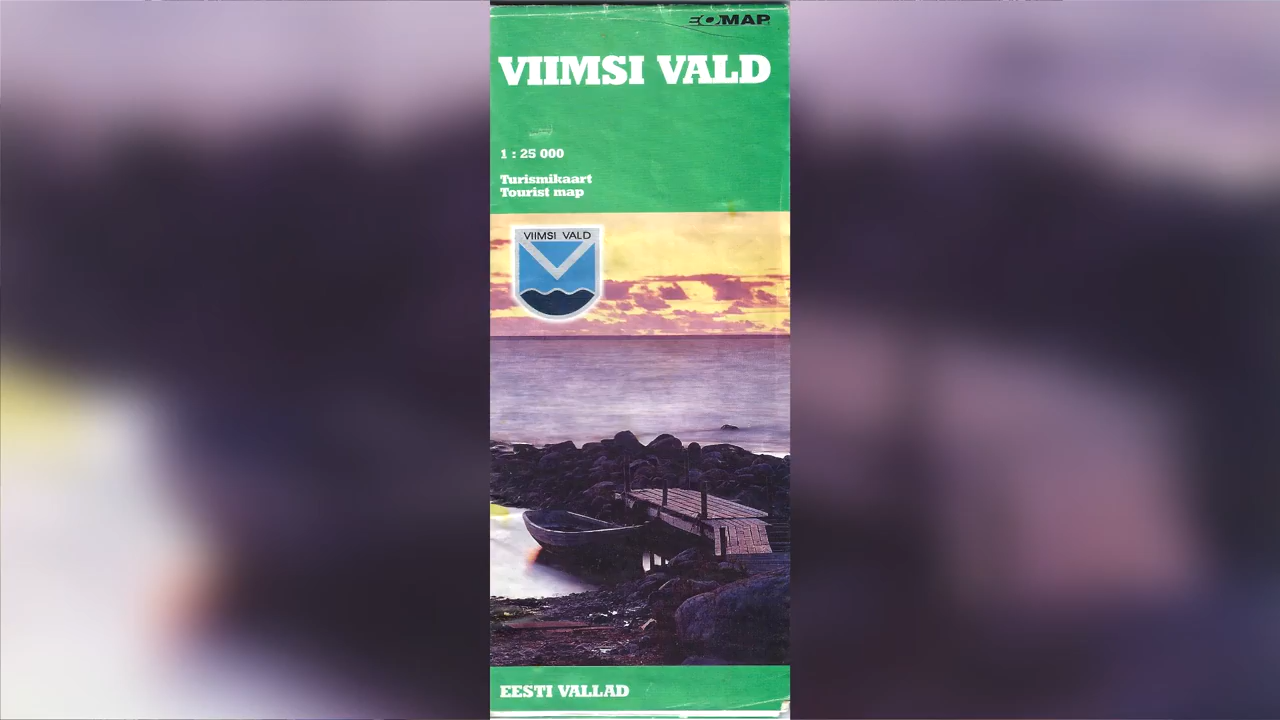 EOMAP
VIIMSI VALD
1 : 25 000
Turismikaart
Tourist map
VIIMSI VALD
EESTI VALLAD